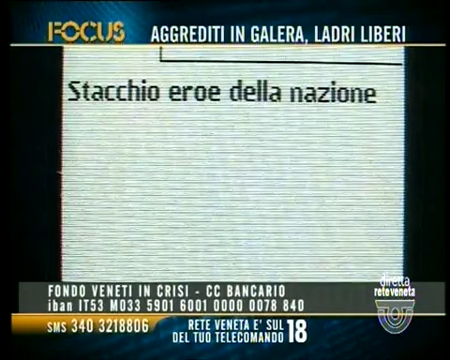 FOCUS AGGREDITI IN GALERA, LADRI LIBERI
Stacchio eroe della nazione
diretta
reteveneta
FONDO VENETI IN CRISI - CC BANCARIO
iban IT53 M033 5901 6001 0000 0078 840
SMS 340 3218806
RETE VENETA E' SUL
DEL TUO TELECOMANDO 18